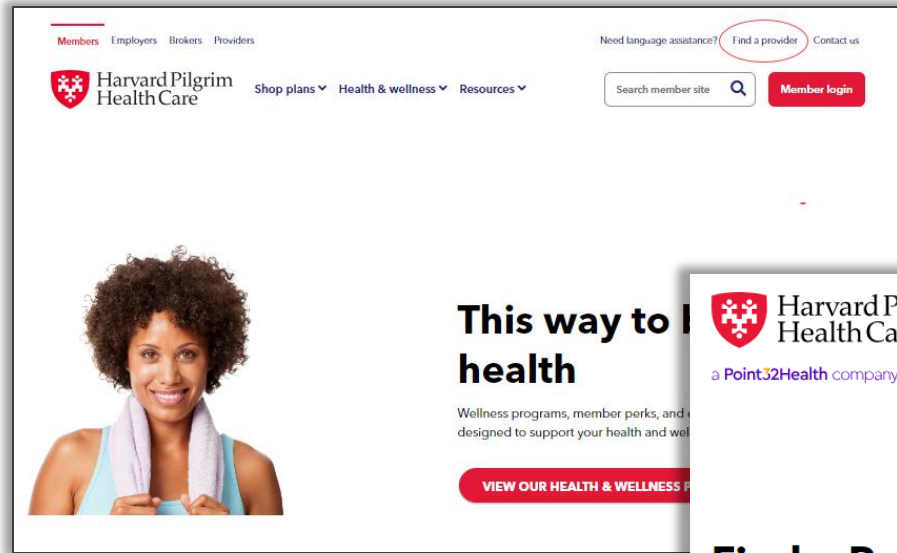 Members Employers Brokers Providers
Need language assistance? Find a provider Contact us
Harvard Pilgrim
Health Care
Shop plans Health & wellness Resources
Search member site
Member login
This way to
health
Wellness programs, member perks, and
designed to support your health and
VIEW OUR HEALTH & WELLNESS
Harvard
Health
a Point32Health company